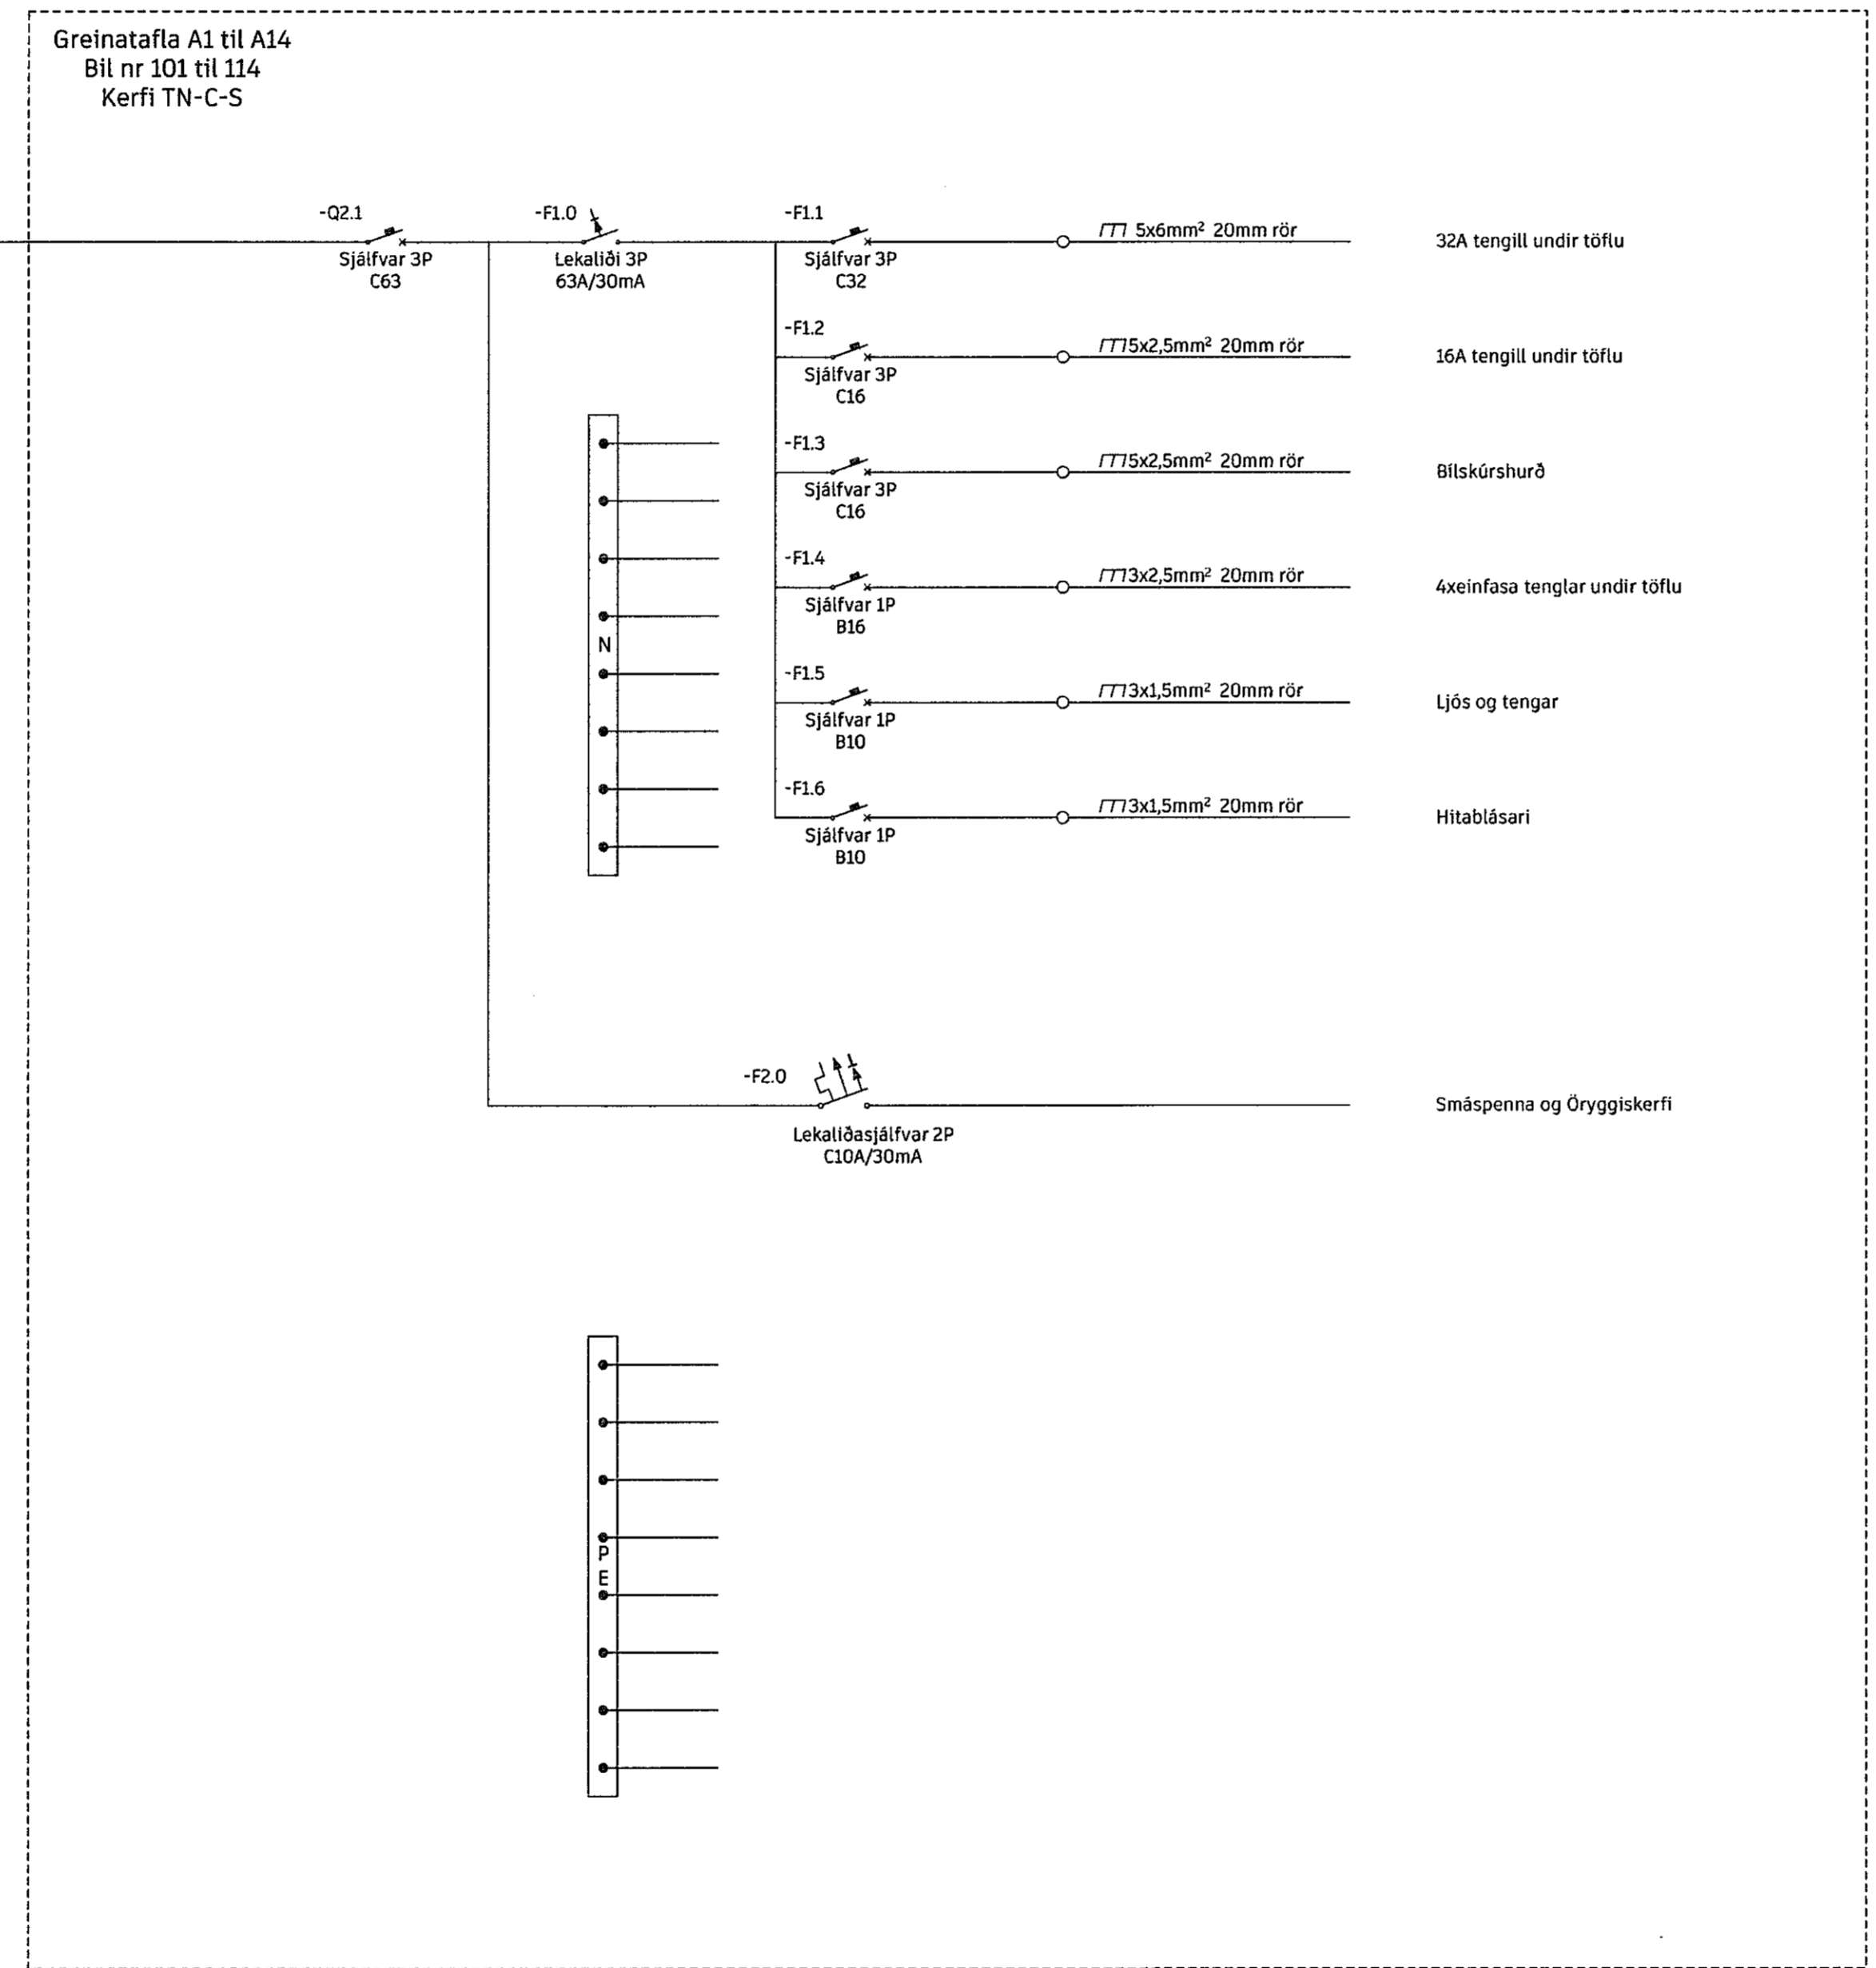 Greinatafla A1 til A14
Bil nr 101 til 114
Kerfi TN-C-S
-Q2.1
Sjálfvar 3P
C63
-F1.0
Lekaliði 3P
63A/30mA
-F1.1
Sjálfvar 3P
C32
5x6mm² 20mm rör
32A tengill undir töflu
-F1.2
Sjálfvar 3P
C16
5x2,5mm² 20mm rör
16A tengill undir töflu
-F1.3
Sjálfvar 3P
C16
5x2,5mm² 20mm rör
Bílskúrshurð
-F1.4
Sjálfvar 1P
B16
3x2,5mm² 20mm rör
4xeinfasa tenglar undir töflu
N
-F1.5
Sjálfvar 1P
B10
3x1,5mm² 20mm rör
Ljós og tengar
-F1.6
Sjálfvar 1P
B10
3x1,5mm² 20mm rör
Hitablásari
-F2.0
Lekaliðasjálfvar 2P
C10A/30mA
Smáspenna og Öryggiskerfi
P
E